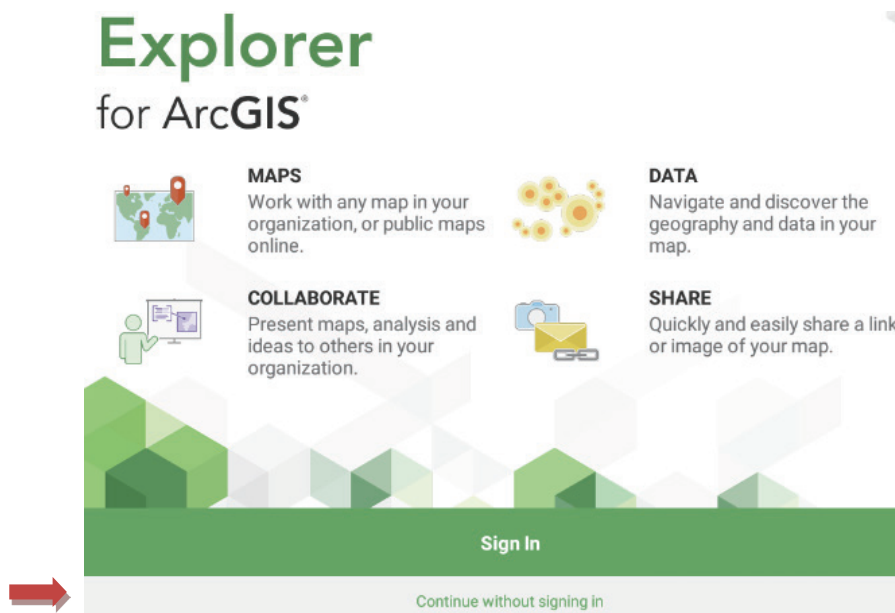 Explorer
for ArcGIS®
MAPS
Work with any map in your
organization, or public maps
online.
DATA
Navigate and discover the
geography and data in your
map.
COLLABORATE
Present maps, analysis and
ideas to others in your
organization.
SHARE
Quickly and easily share a link
or image of your map.
Sign In
Continue without signing in